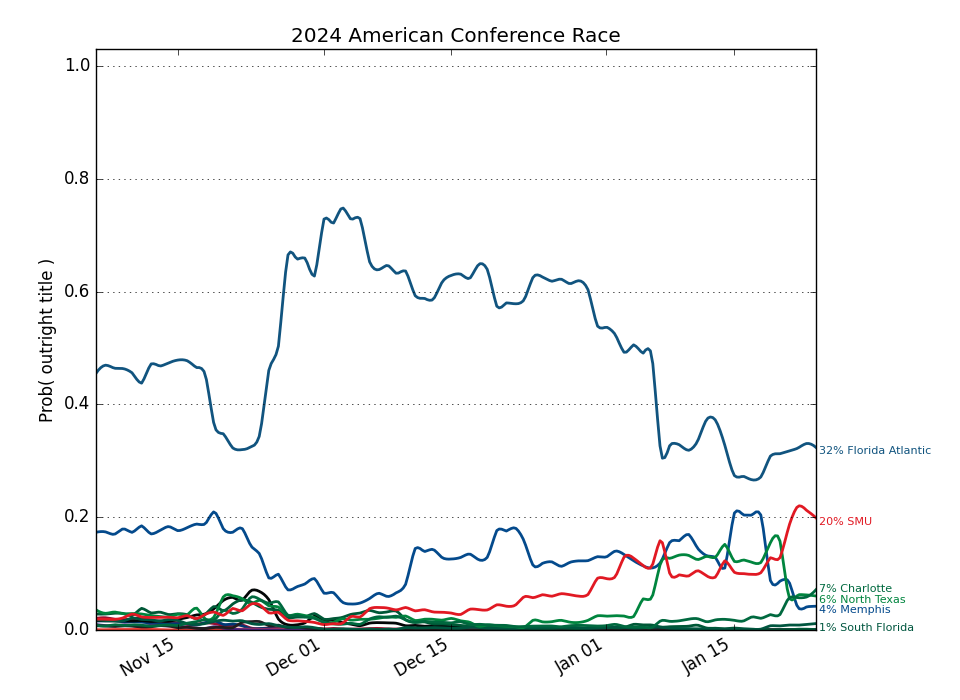 2024 American Conference Race
Prob( outright title )
1.0
0.8
0.6
0.4
0.2
0.0
32% Florida Atlantic
20% SMU
7% Charlotte
6% North Texas
4% Memphis
1% South Florida
Nov 15
Dec 01
Dec 15
Jan 01
Jan 15